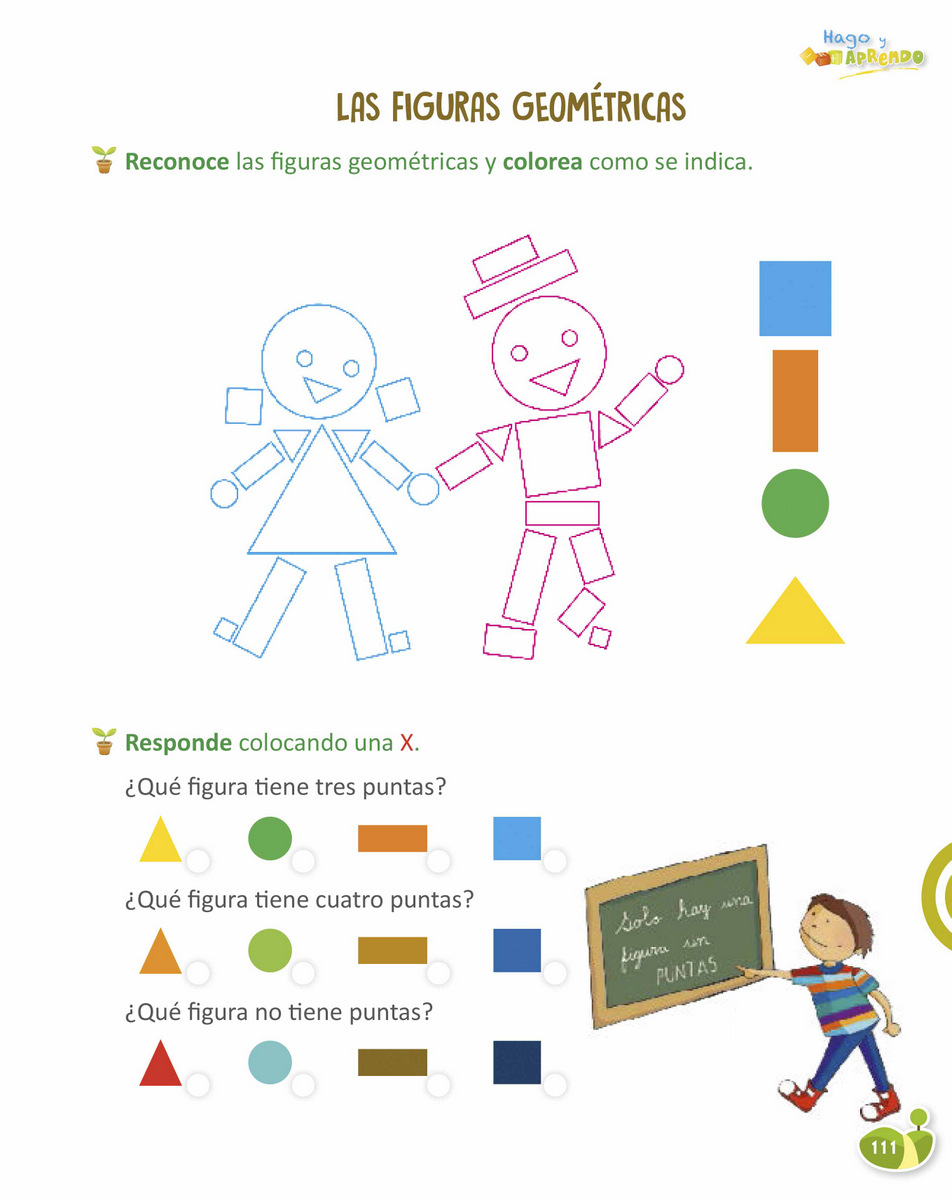 Hago y
APRENDO
LAS FIGURAS GEOMÉTRICAS
Reconoce las figuras geométricas y colorea como se indica.
Responde colocando una X.
¿Qué figura tiene tres puntas?
¿Qué figura tiene cuatro puntas?
¿Qué figura no tiene puntas?
Solo hay una
figura sin
PUNTAS
111